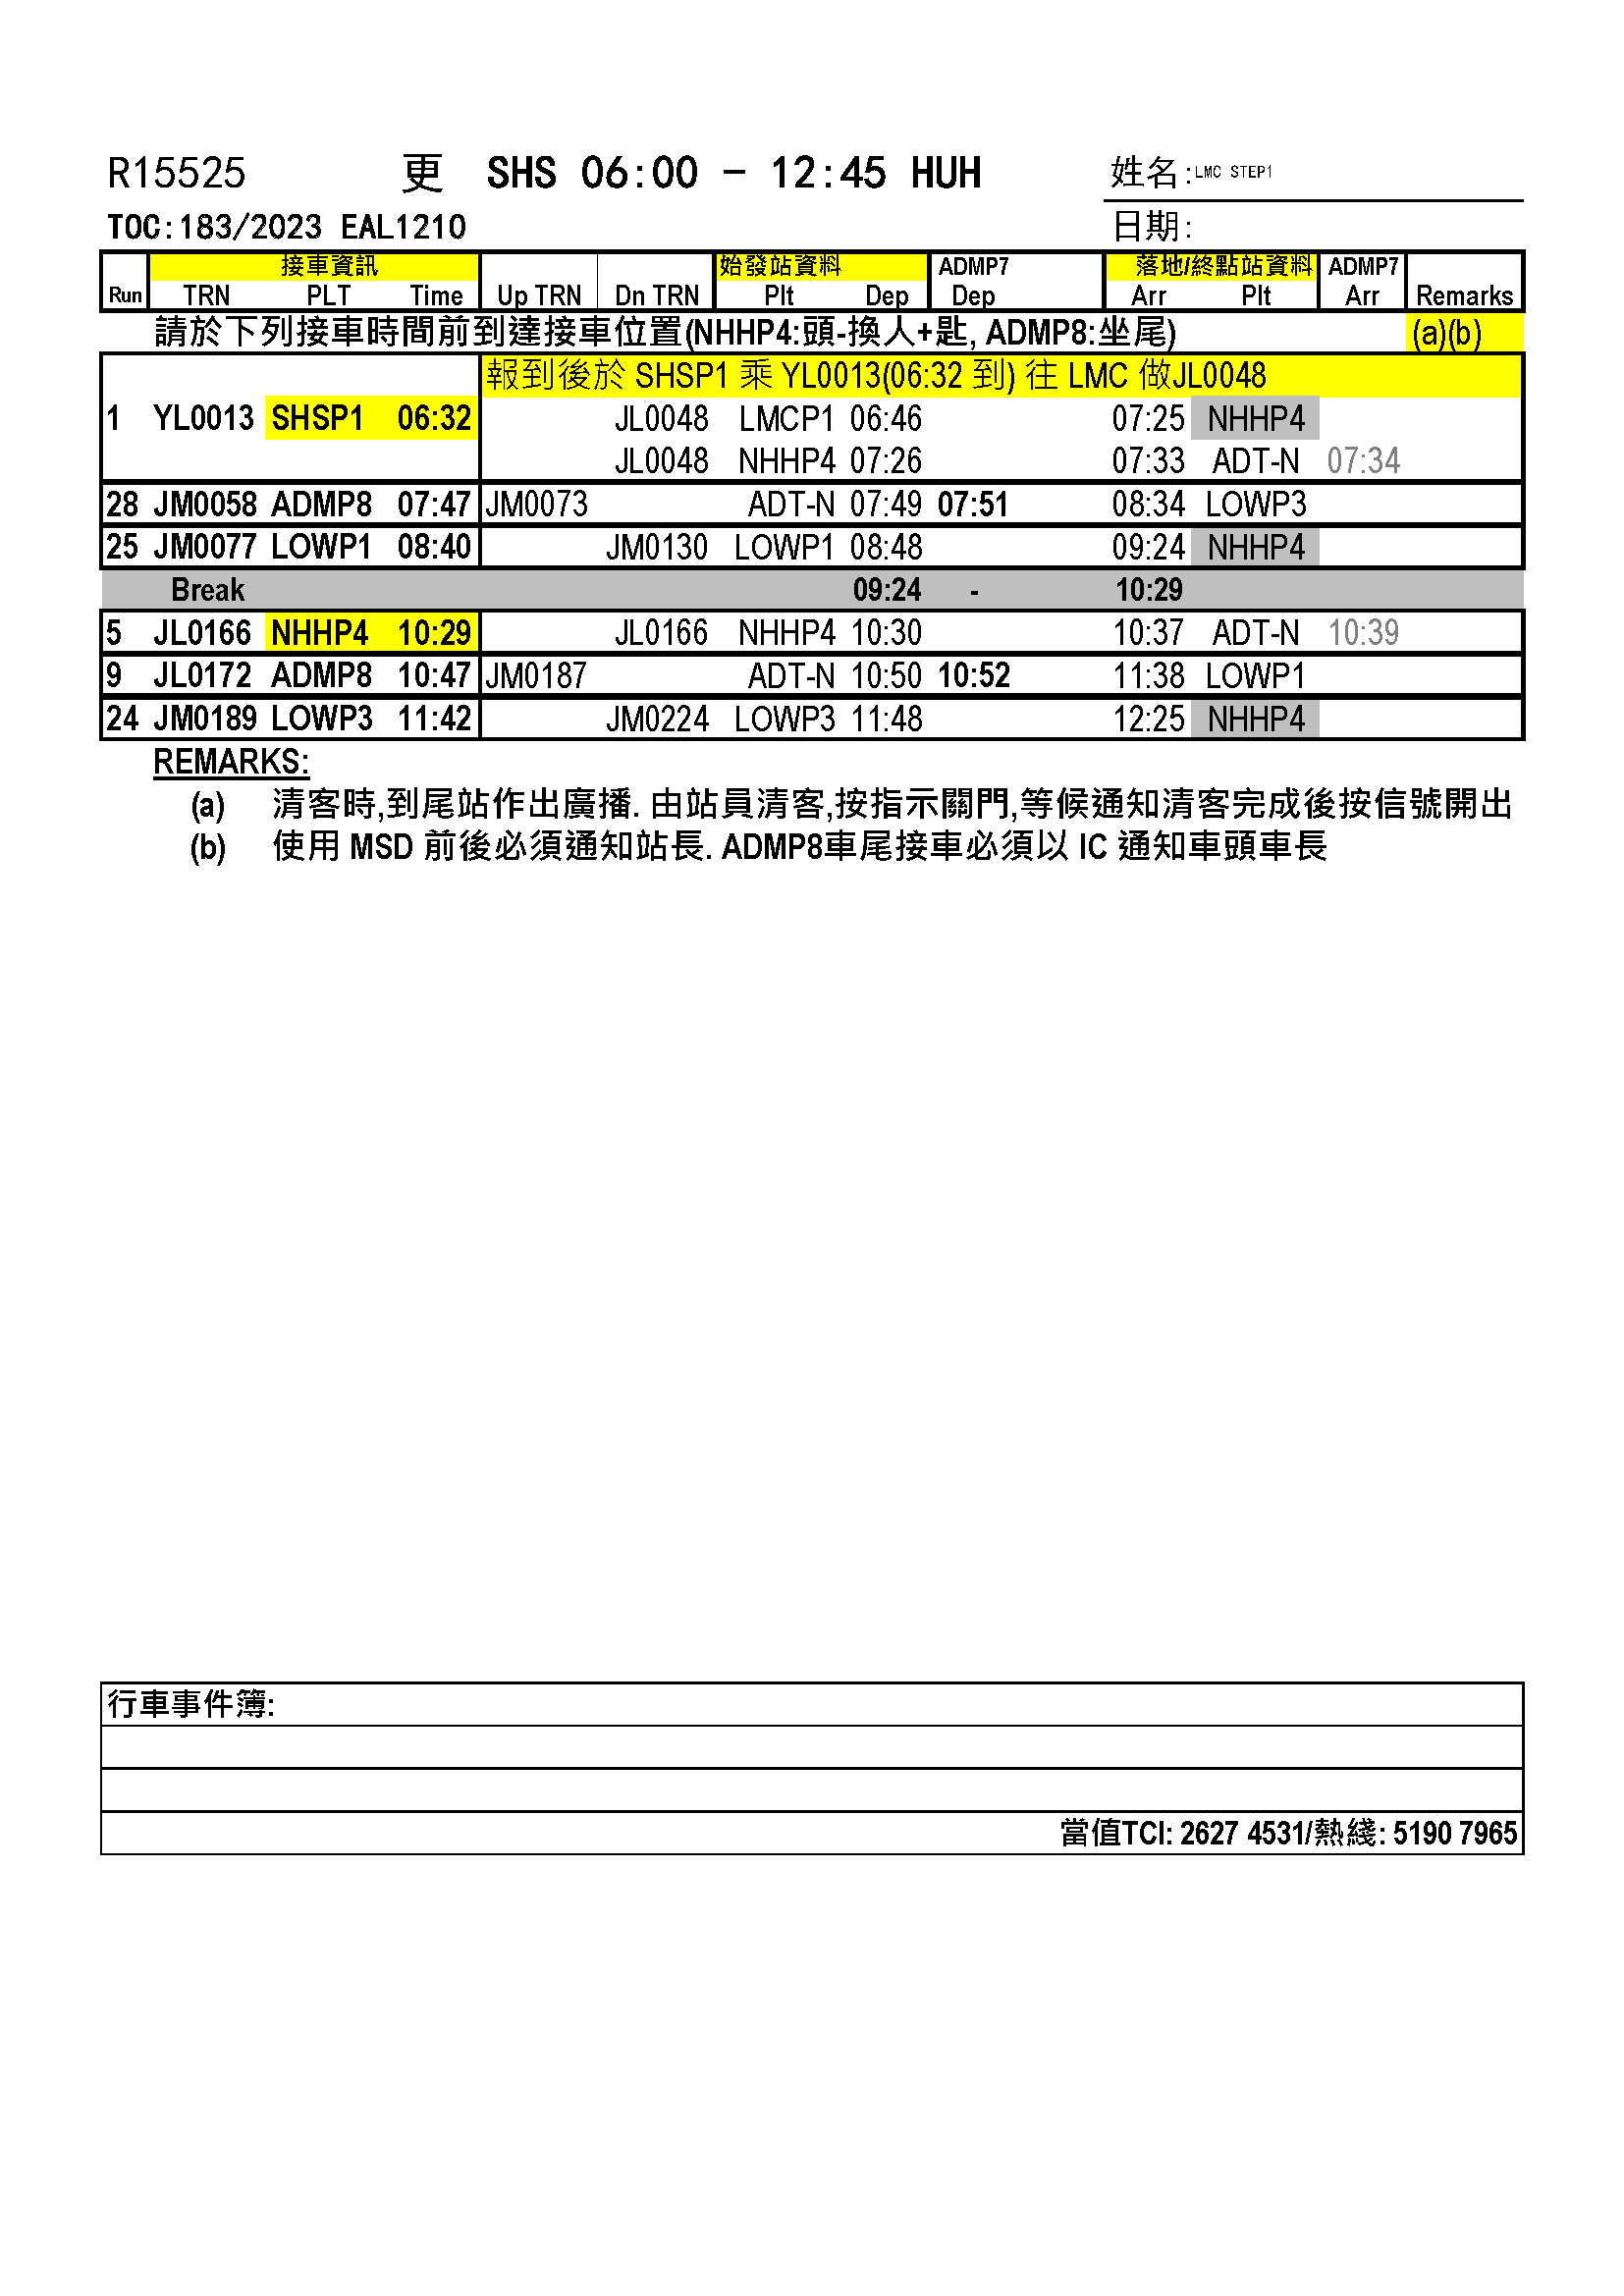 R15525 更 SHS 06:00 - 12:45 HUH 姓名:LMC STEP1
TOC:183/2023 EAL1210 日期:
接車資訊 始發站資料 ADMP7 落地/終點站資料 ADMP7
Run TRN PLT Time Up TRN Dn TRN Plt Dep Dep Arr Plt Arr Remarks
請於下列接車時間前到達接車位置(NHHP4:頭-換人+匙, ADMP8:坐尾) (a)(b)
報到後於 SHSP1 乘 YL0013(06:32 到) 往 LMC 做JL0048
1 YL0013 SHSP1 06:32 JL0048 LMCP1 06:46 07:25 NHHP4
JL0048 NHHP4 07:26 07:33 ADT-N 07:34
28 JM0058 ADMP8 07:47 JM0073 ADT-N 07:49 07:51 08:34 LOWP3
25 JM0077 LOWP1 08:40 JM0130 LOWP1 08:48 09:24 NHHP4
Break 09:24 - 10:29
5 JL0166 NHHP4 10:29 JL0166 NHHP4 10:30 10:37 ADT-N 10:39
9 JL0172 ADMP8 10:47 JM0187 ADT-N 10:50 10:52 11:38 LOWP1
24 JM0189 LOWP3 11:42 JM0224 LOWP3 11:48 12:25 NHHP4
REMARKS:
(a) 清客時,到尾站作出廣播. 由站員清客,按指示關門,等候通知清客完成後按信號開出
(b) 使用 MSD 前後必須通知站長. ADMP8車尾接車必須以 IC 通知車頭車長
行車事件簿:
當值TCI: 2627 4531/熱綫: 5190 7965